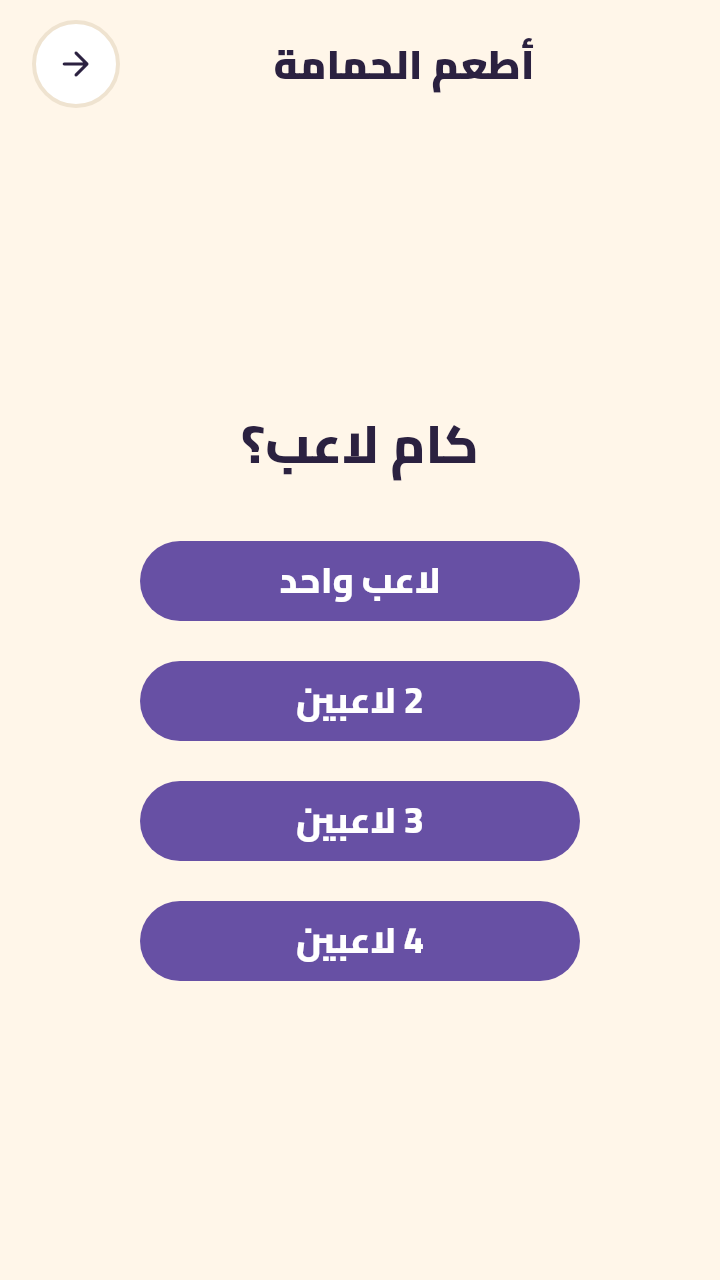 أطعم الحمامة
كام لاعب؟
لاعب واحد
2 لاعبين
3 لاعبين
4 لاعبين